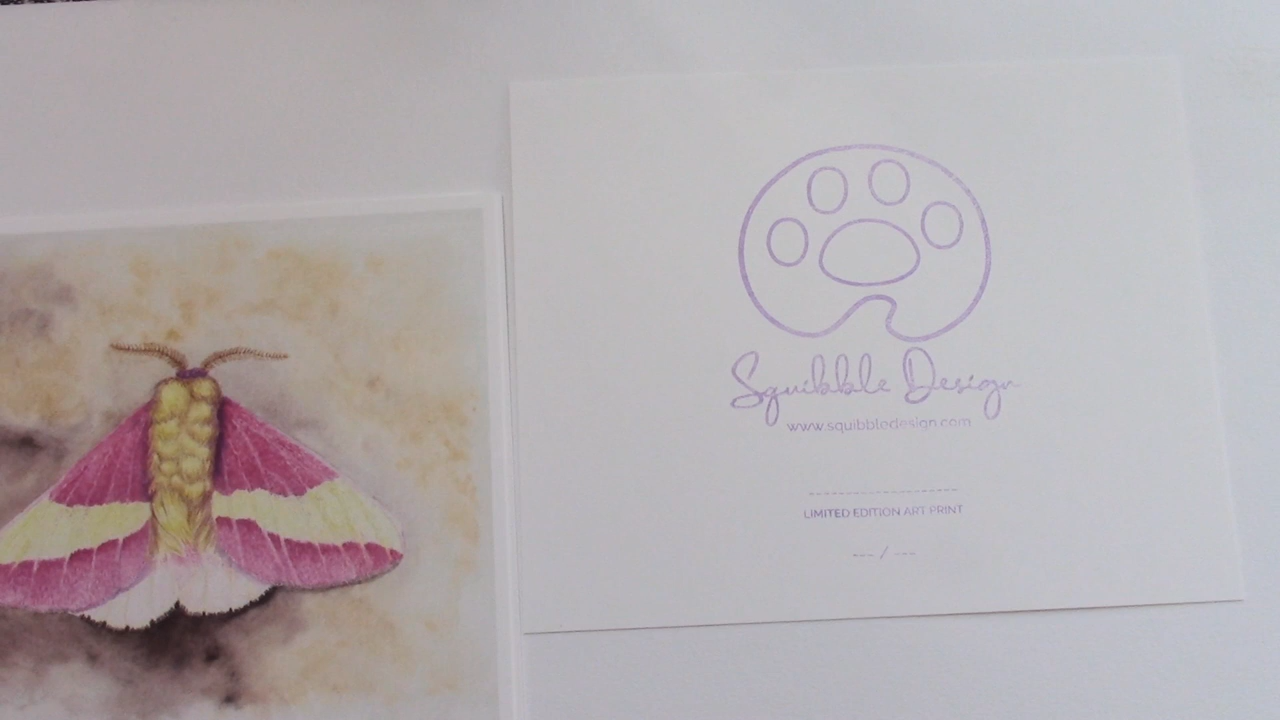 Squibble Design
www.squibbledesign.com
LIMITED EDITION ART PRINT
--- / ---